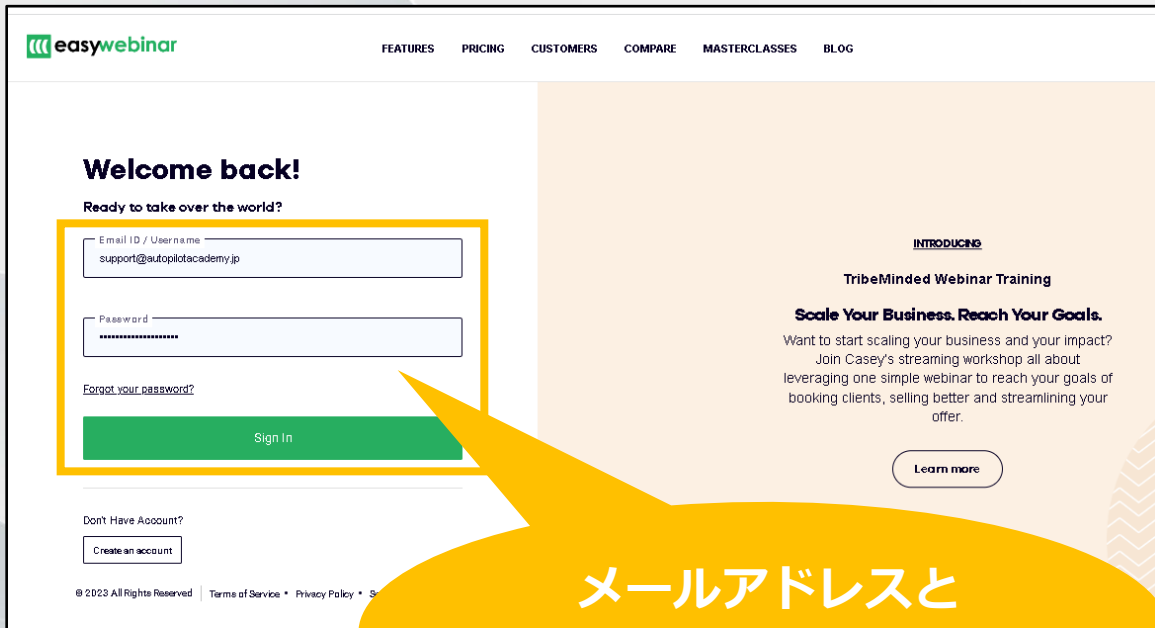 easywebinar
FEATURES PRICING CUSTOMERS COMPARE MASTERCLASSES BLOG
Welcome back!
Ready to take over the world?
Email ID / Username
support@autopilotacademy.jp
Password
Forgot your password?
Sign In
Don't Have Account?
Create an account
© 2023 All Rights Reserved Terms of Service • Privacy Policy •
INTRODUCING
TribeMinded Webinar Training
Scale Your Business. Reach Your Goals.
Want to start scaling your business and your impact?
Join Casey's streaming workshop all about
leveraging one simple webinar to reach your goals of
booking clients, selling better and streamlining your
offer.
Learn more
メールアドレスと